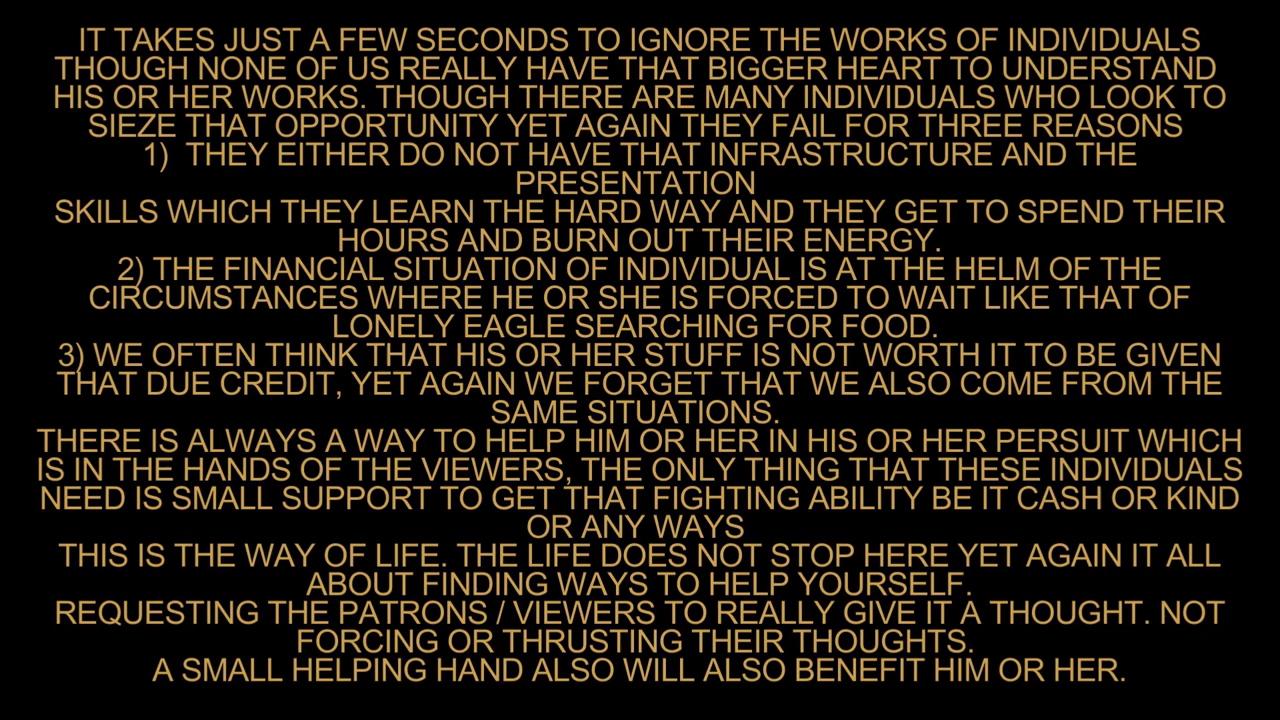 IT TAKES JUST A FEW SECONDS TO IGNORE THE WORKS OF INDIVIDUALS
THOUGH NONE OF US REALLY HAVE THAT BIGGER HEART TO UNDERSTAND
HIS OR HER WORKS. THOUGH THERE ARE MANY INDIVIDUALS WHO LOOK TO
SIEZE THAT OPPORTUNITY YET AGAIN THEY FAIL FOR THREE REASONS
1) THEY EITHER DO NOT HAVE THAT INFRASTRUCTURE AND THE
PRESENTATION
SKILLS WHICH THEY LEARN THE HARD WAY AND THEY GET TO SPEND THEIR
HOURS AND BURN OUT THEIR ENERGY.
2) THE FINANCIAL SITUATION OF INDIVIDUAL IS AT THE HELM OF THE
CIRCUMSTANCES WHERE HE OR SHE IS FORCED TO WAIT LIKE THAT OF
LONELY EAGLE SEARCHING FOR FOOD.
3) WE OFTEN THINK THAT HIS OR HER STUFF IS NOT WORTH IT TO BE GIVEN
THAT DUE CREDIT, YET AGAIN WE FORGET THAT WE ALSO COME FROM THE
SAME SITUATIONS.
THERE IS ALWAYS A WAY TO HELP HIM OR HER IN HIS OR HER PERSUIT WHICH
IS IN THE HANDS OF THE VIEWERS, THE ONLY THING THAT THESE INDIVIDUALS
NEED IS SMALL SUPPORT TO GET THAT FIGHTING ABILITY BE IT CASH OR KIND
OR ANY WAYS
THIS IS THE WAY OF LIFE. THE LIFE DOES NOT STOP HERE YET AGAIN IT ALL
ABOUT FINDING WAYS TO HELP YOURSELF.
REQUESTING THE PATRONS / VIEWERS TO REALLY GIVE IT A THOUGHT. NOT
FORCING OR THRUSTING THEIR THOUGHTS.
A SMALL HELPING HAND ALSO WILL ALSO BENEFIT HIM OR HER.